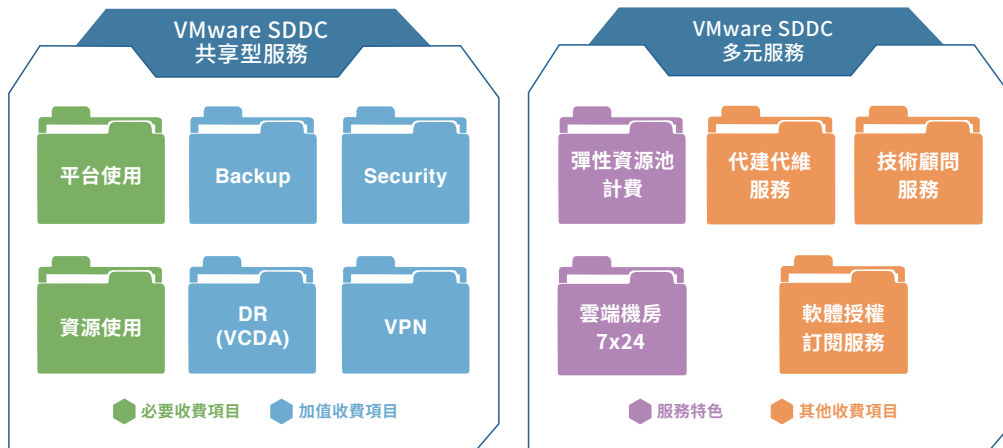 VMware SDDC
共享型服務
平台使用
Backup
Security
資源使用
DR
(VCDA)
VPN
必要收費項目
加值收費項目
VMware SDDC
多元服務
彈性資源池
計費
代建代維
服務
技術顧問
服務
雲端機房
7x24
軟體授權
訂閱服務
服務特色
其他收費項目